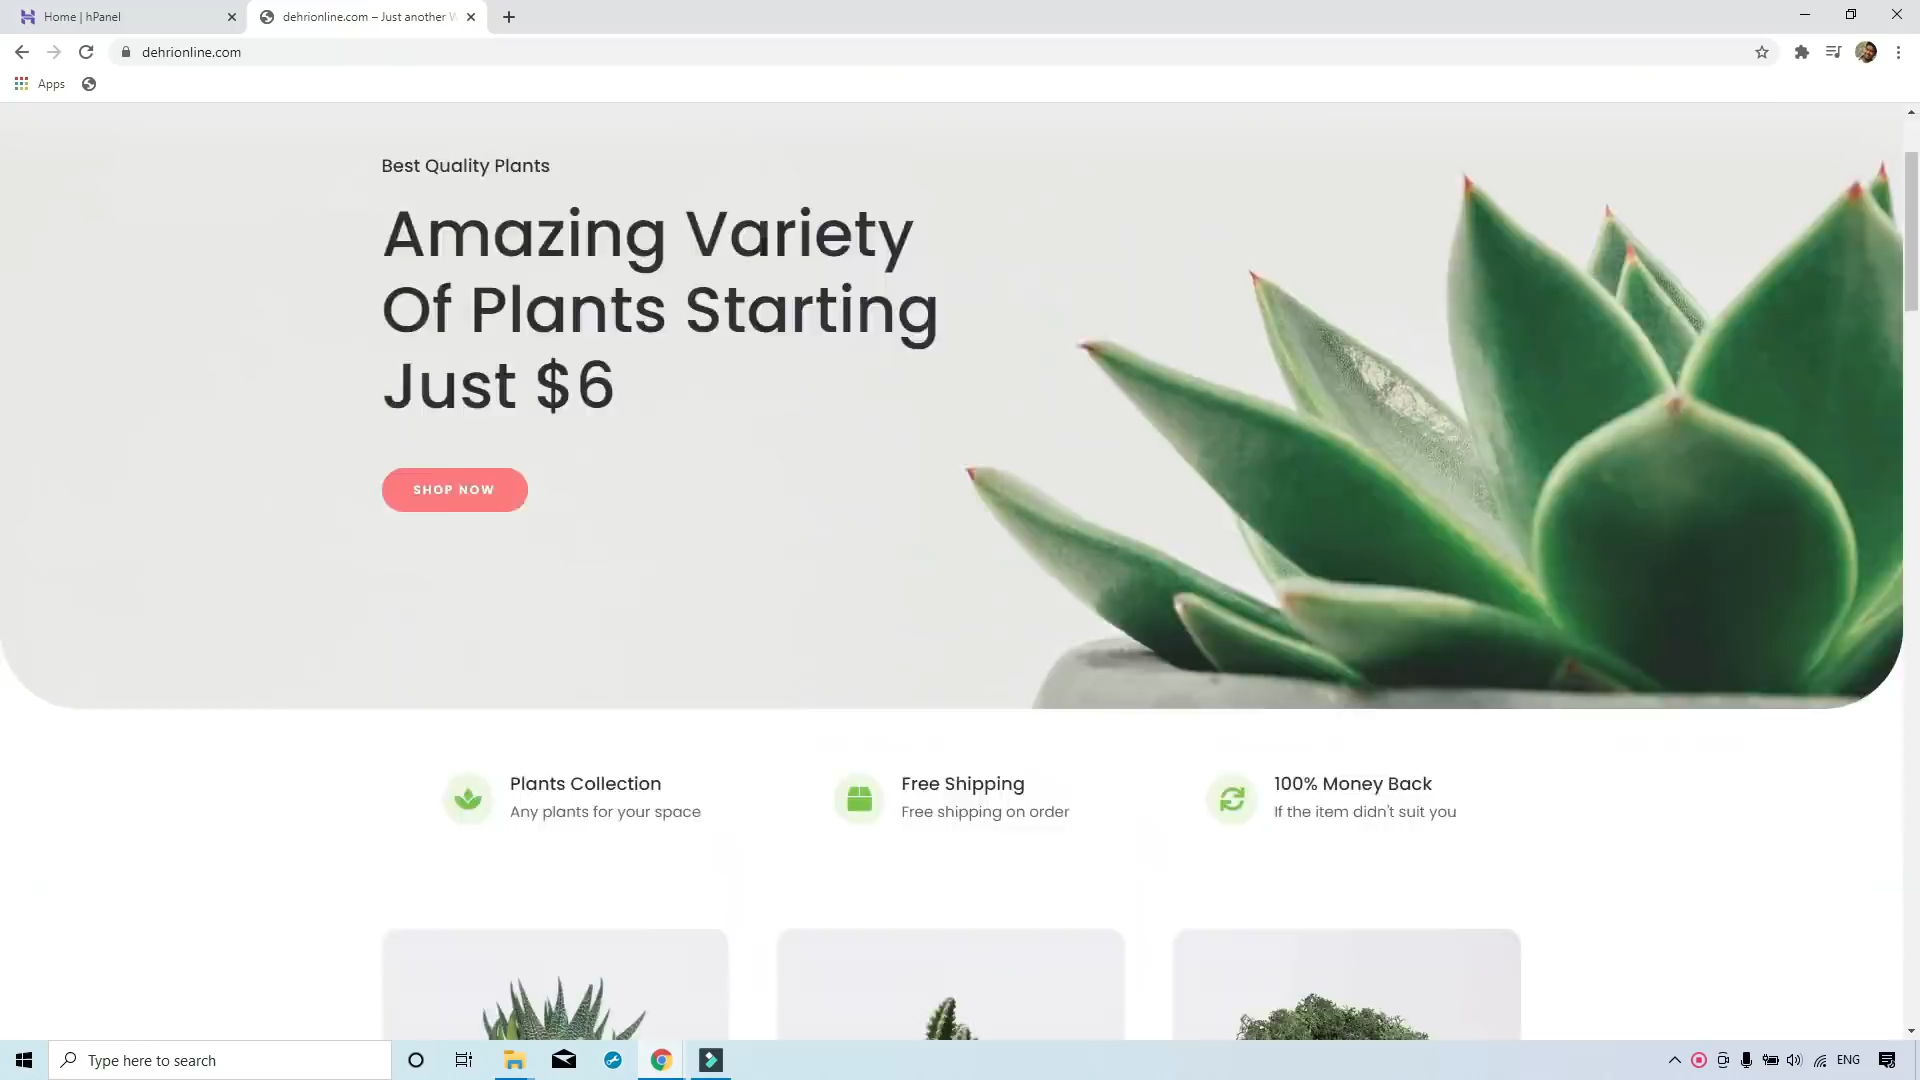 Home | hPanel
dehrionline.com – Just another W
dehrionline.com
Apps
Best Quality Plants
Amazing Variety
Of Plants Starting
Just $6
SHOP NOW
Plants Collection
Any plants for your space
Free Shipping
Free shipping on order
100% Money Back
If the item didn't suit you
Type here to search
ENG